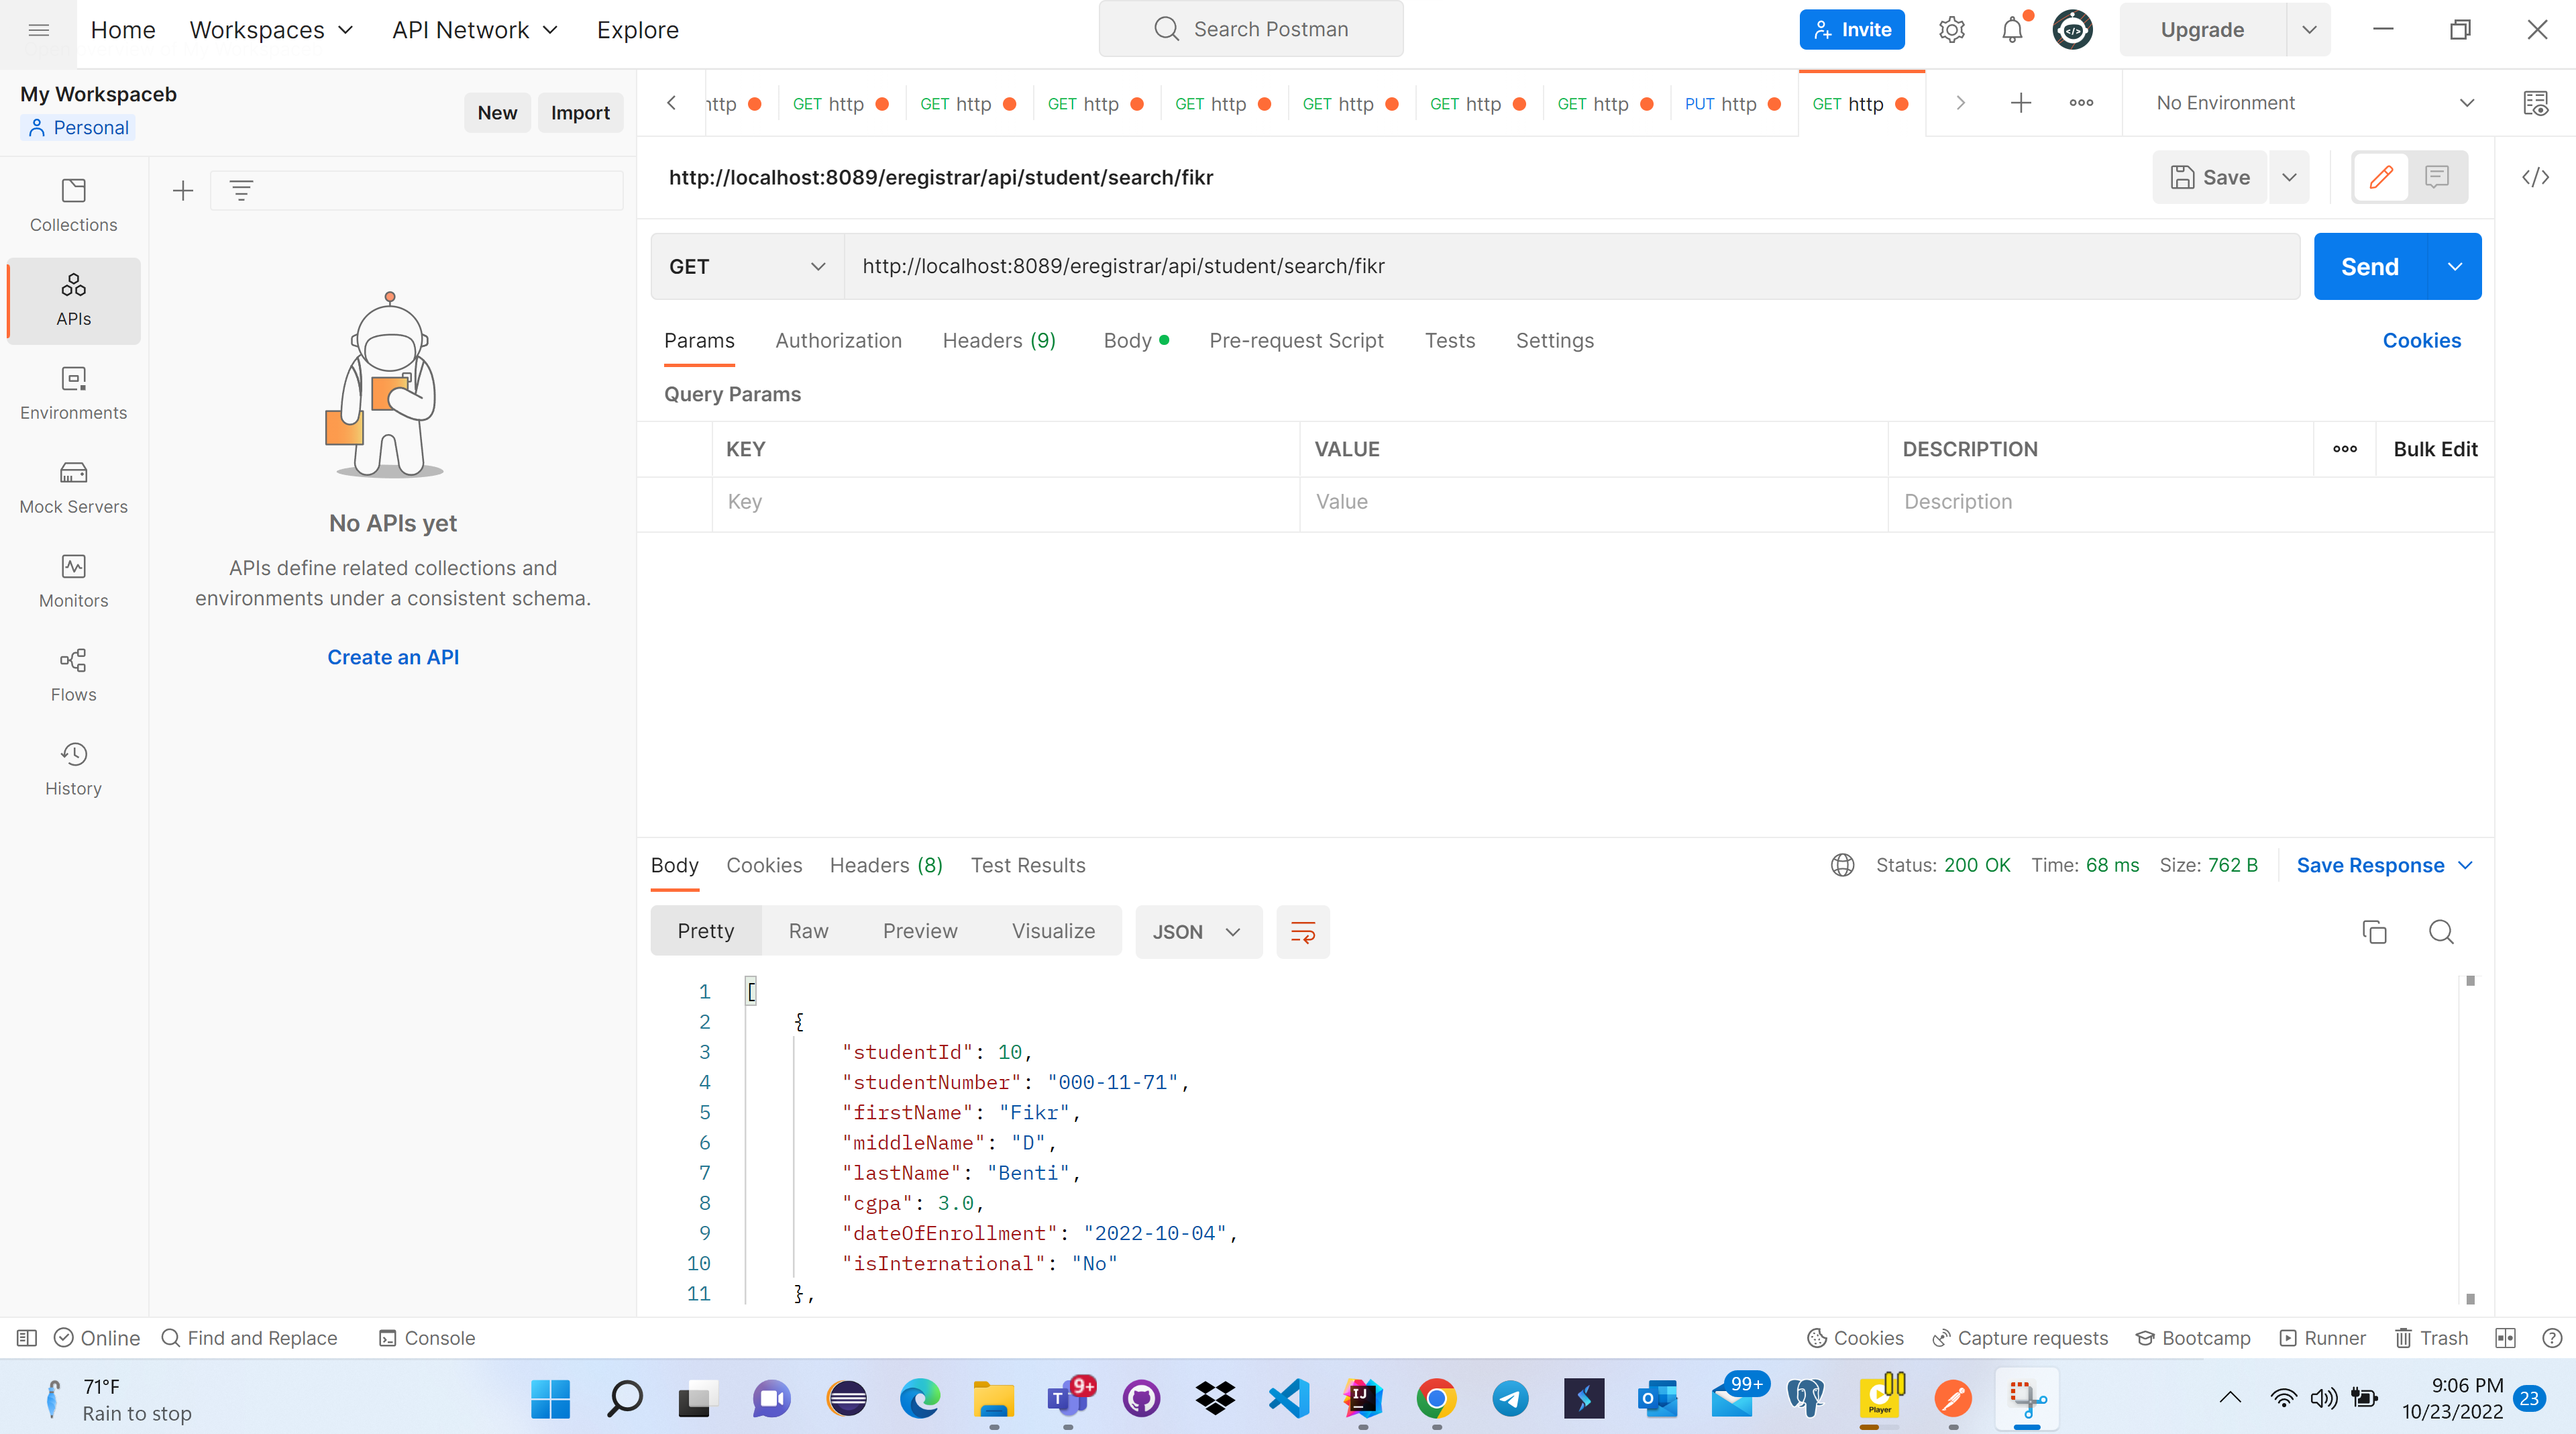 Home Workspaces API Network Explore Search Postman Invite Upgrade
My Workspaceb
Personal
New Import
http GET http GET http GET http GET http GET http GET http GET http PUT http GET http
No Environment
http://localhost:8089/eregistrar/api/student/search/fikr
Save
GET http://localhost:8089/eregistrar/api/student/search/fikr Send
Params Authorization Headers (9) Body Pre-request Script Tests Settings Cookies
Query Params
KEY VALUE DESCRIPTION Bulk Edit
Key Value Description
Collections
APIs
Environments
Mock Servers
Monitors
Flows
History
No APIs yet
APIs define related collections and
environments under a consistent schema.
Create an API
Body Cookies Headers (8) Test Results
Status: 200 OK Time: 68 ms Size: 762 B Save Response
Pretty Raw Preview Visualize JSON
1 [
2 {
3 "studentId": 10,
4 "studentNumber": "000-11-71",
5 "firstName": "Fikr",
6 "middleName": "D",
7 "lastName": "Benti",
8 "cgpa": 3.0,
9 "dateOfEnrollment": "2022-10-04",
10 "isInternational": "No"
11 },
Online Find and Replace Console
Cookies Capture requests Bootcamp Runner Trash
71°F
Rain to stop
9+
99+
Player
9:06 PM
10/23/2022
23